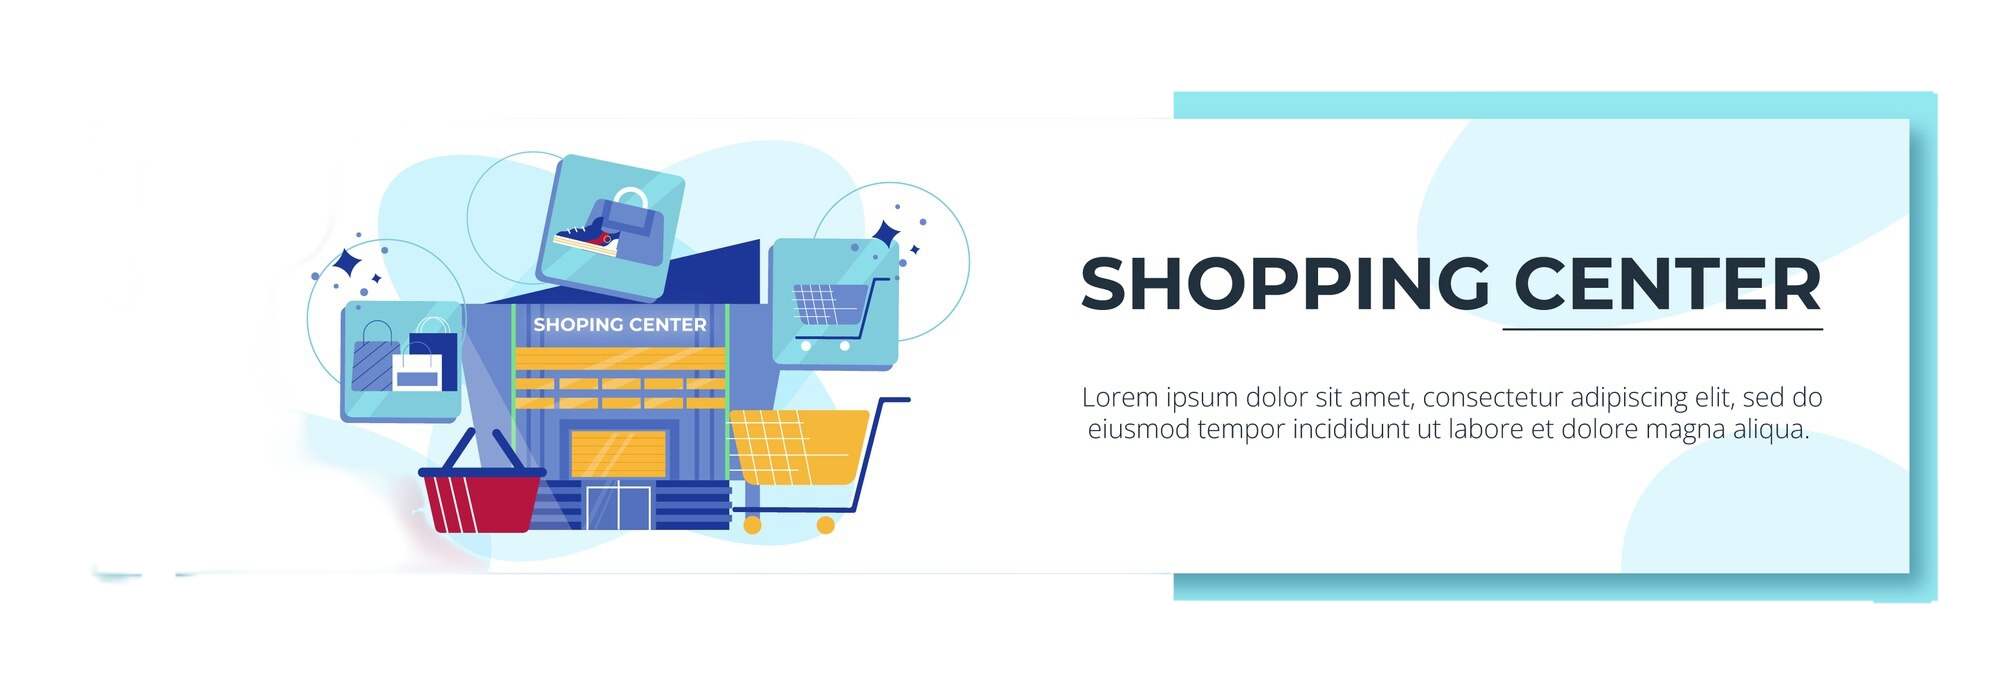 SHOPING CENTER
SHOPPING CENTER
Lorem ipsum dolor sit amet, consectetur adipiscing elit, sed do
eiusmod tempor incididunt ut labore et dolore magna aliqua.